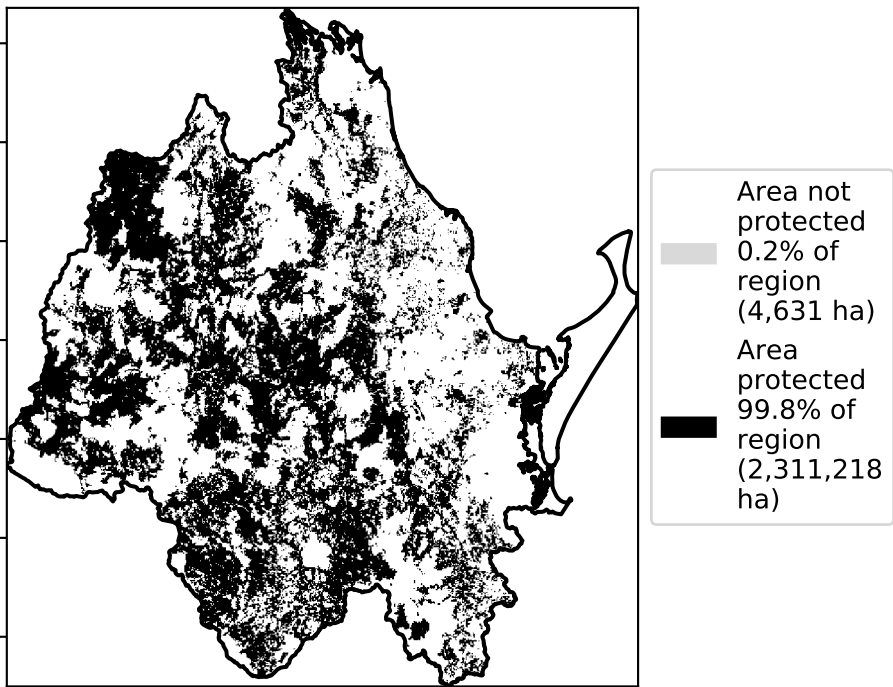 Area not
protected
0.2% of
region
(4,631 ha)
Area
protected
99.8% of
region
(2,311,218
ha)